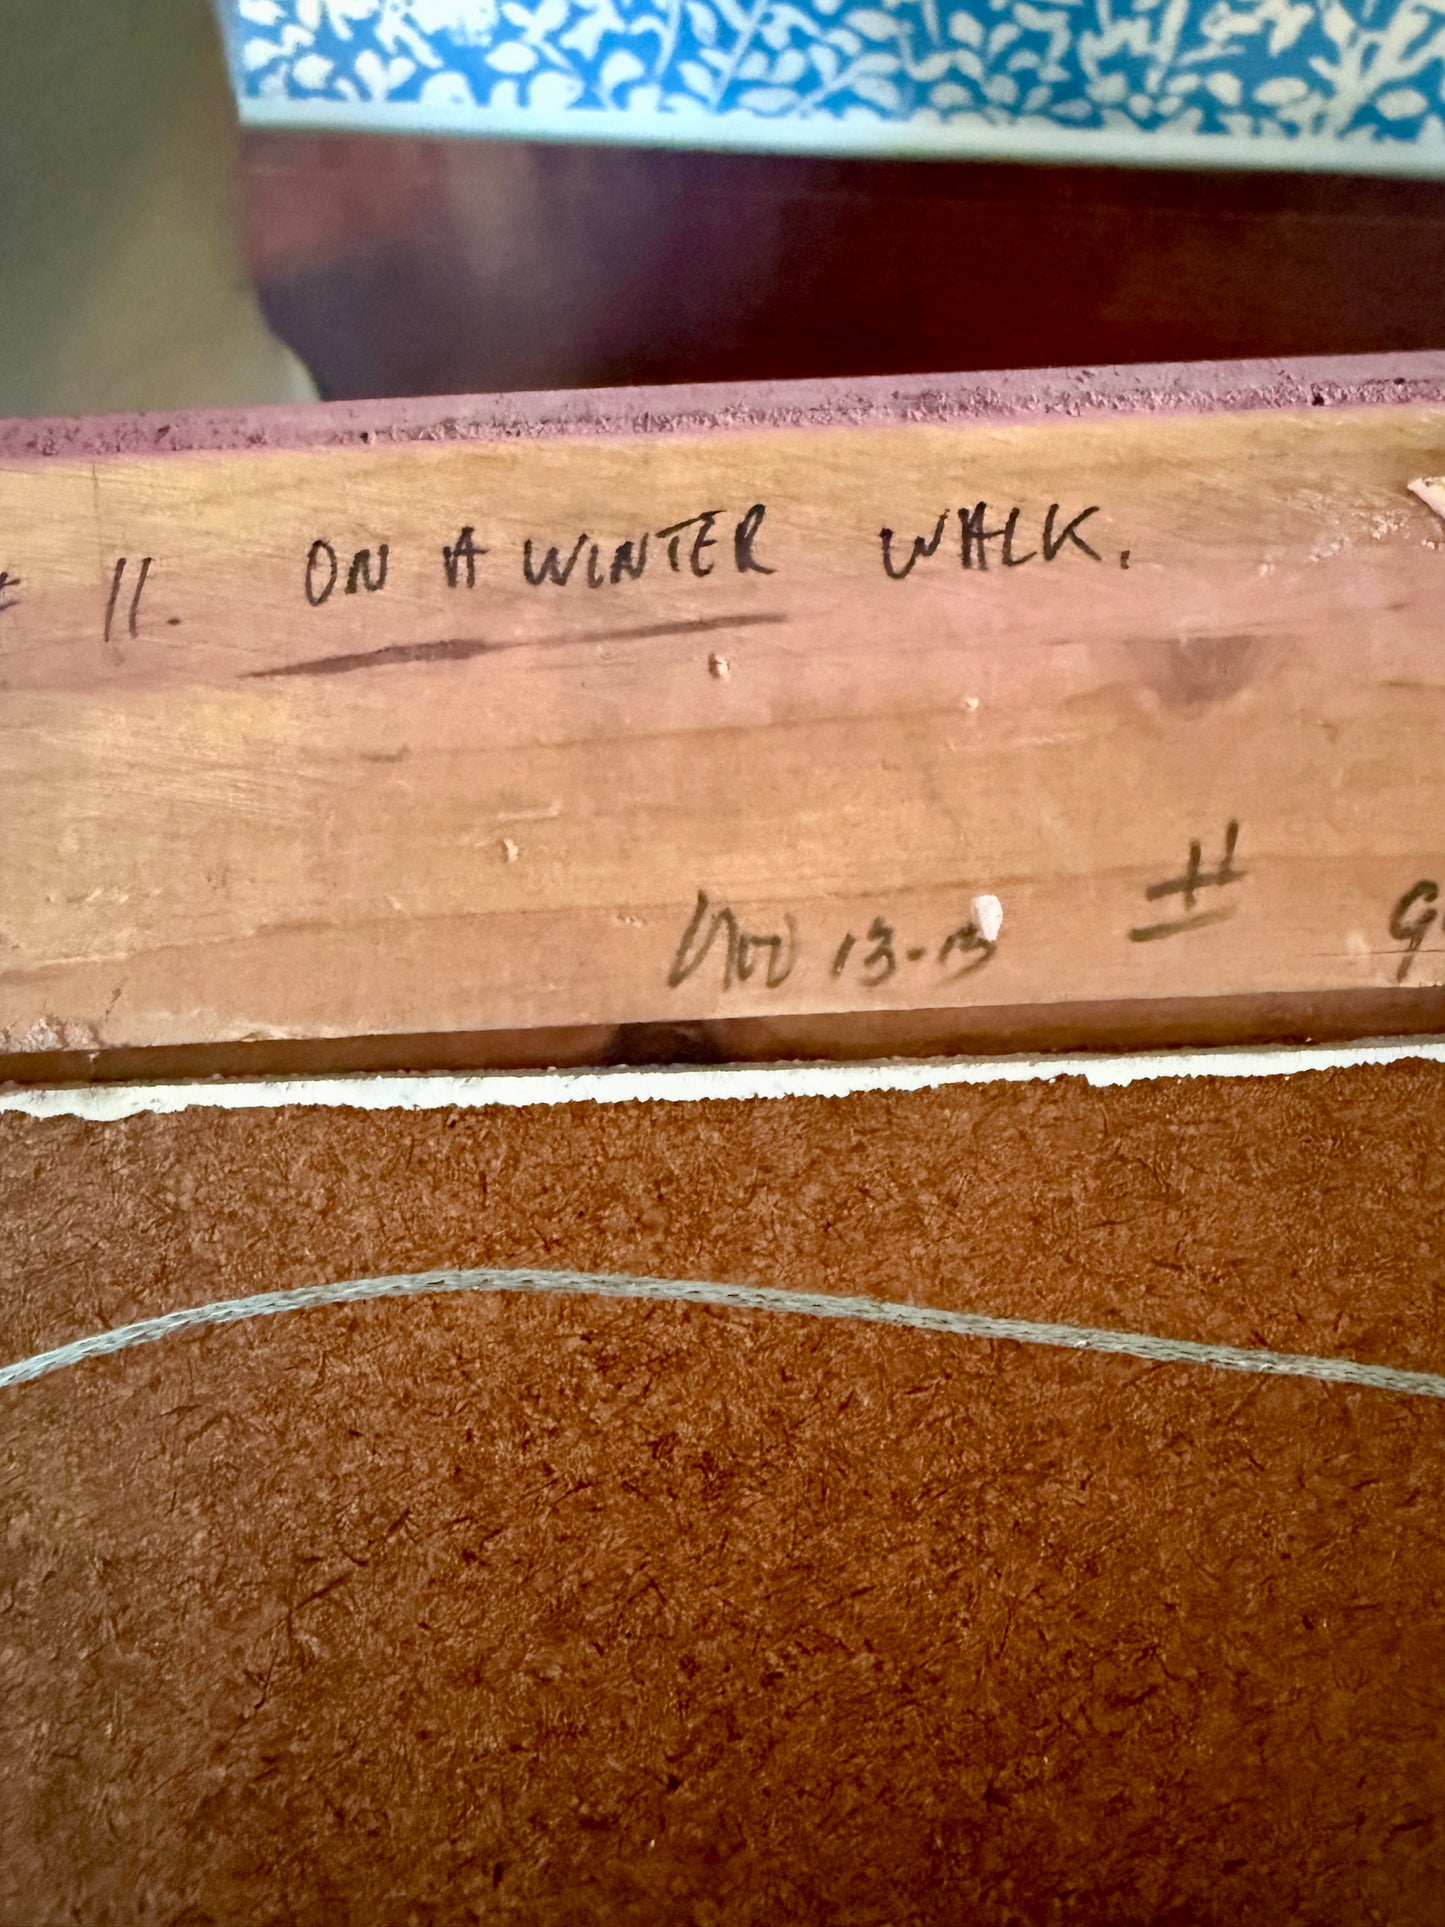 # 11. ON A WINTER WALK.
Nov 13-13 #